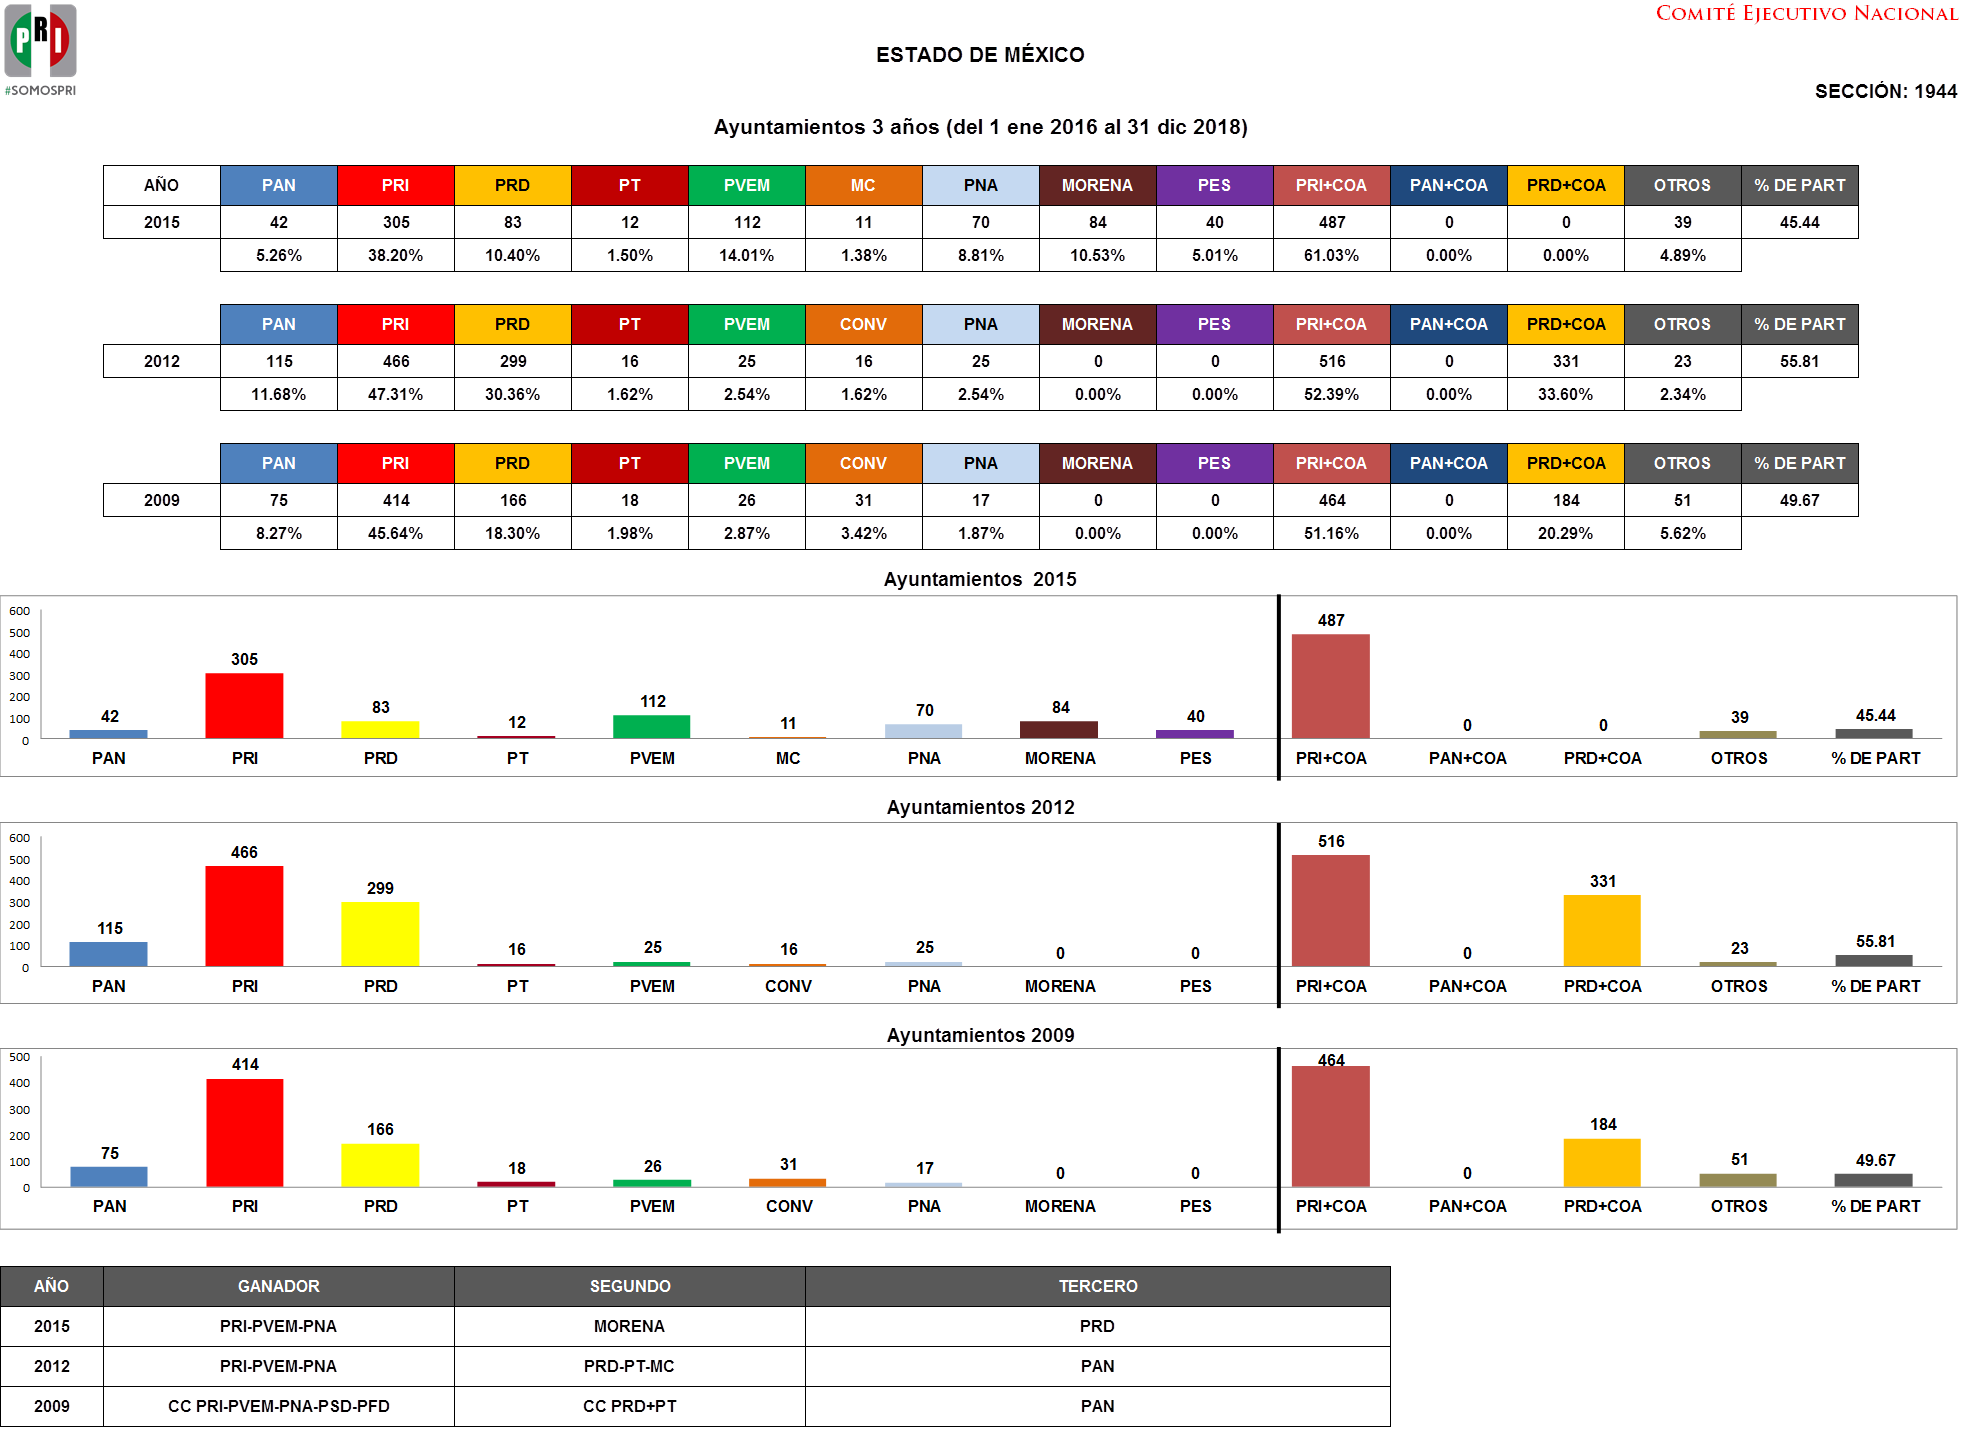 PRI
#SOMOSPRI
COMITÉ EJECUTIVO NACIONAL
ESTADO DE MÉXICO
SECCIÓN: 1944
Ayuntamientos 3 años (del 1 ene 2016 al 31 dic 2018)
AÑO PAN PRI PRD PT PVEM MC PNA MORENA PES PRI+COA PAN+COA PRD+COA OTROS % DE PART
2015 42 305 83 12 112 11 70 84 40 487 0 0 39 45.44
5.26% 38.20% 10.40% 1.50% 14.01% 1.38% 8.81% 10.53% 5.01% 61.03% 0.00% 0.00% 4.89%
PAN PRI PRD PT PVEM CONV PNA MORENA PES PRI+COA PAN+COA PRD+COA OTROS % DE PART
2012 115 466 299 16 25 16 25 0 0 516 0 331 23 55.81
11.68% 47.31% 30.36% 1.62% 2.54% 1.62% 2.54% 0.00% 0.00% 52.39% 0.00% 33.60% 2.34%
PAN PRI PRD PT PVEM CONV PNA MORENA PES PRI+COA PAN+COA PRD+COA OTROS % DE PART
2009 75 414 166 18 26 31 17 0 0 464 0 184 51 49.67
8.27% 45.64% 18.30% 1.98% 2.87% 3.42% 1.87% 0.00% 0.00% 51.16% 0.00% 20.29% 5.62%
Ayuntamientos 2015
600
500
400
300
200
100
0
42 305 83 12 112 11 70 84 40 487 0 0 39 45.44
PAN PRI PRD PT PVEM MC PNA MORENA PES PRI+COA PAN+COA PRD+COA OTROS % DE PART
Ayuntamientos 2012
600
500
400
300
200
100
0
115 466 299 16 25 16 25 0 0 516 0 331 23 55.81
PAN PRI PRD PT PVEM CONV PNA MORENA PES PRI+COA PAN+COA PRD+COA OTROS % DE PART
Ayuntamientos 2009
500
400
300
200
100
0
75 414 166 18 26 31 17 0 0 464 0 184 51 49.67
PAN PRI PRD PT PVEM CONV PNA MORENA PES PRI+COA PAN+COA PRD+COA OTROS % DE PART
AÑO GANADOR SEGUNDO TERCERO
2015 PRI-PVEM-PNA MORENA PRD
2012 PRI-PVEM-PNA PRD-PT-MC PAN
2009 CC PRI-PVEM-PNA-PSD-PFD CC PRD+PT PAN